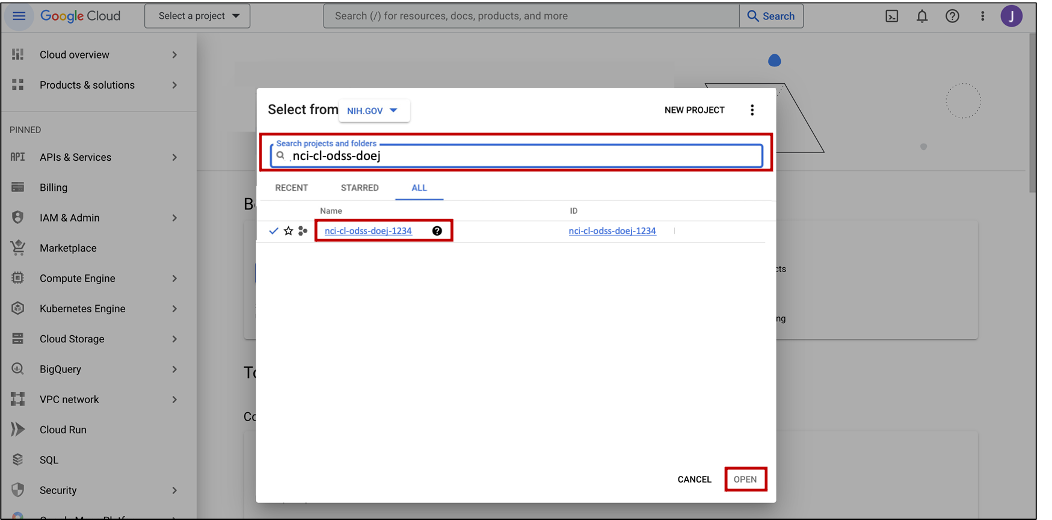 Google Cloud
Select a project
Search (/) for resources, docs, products, and more
Search
J
Cloud overview
Products & solutions
PINNED
API APIs & Services
Billing
IAM & Admin
Marketplace
Compute Engine
Kubernetes Engine
Cloud Storage
BigQuery
VPC network
Cloud Run
SQL
Security
Select from NIH.GOV
NEW PROJECT
Search projects and folders
nci-cl-odss-doej
RECENT STARRED ALL
Name ID
nci-cl-odss-doej-1234 nci-cl-odss-doej-1234
CANCEL OPEN